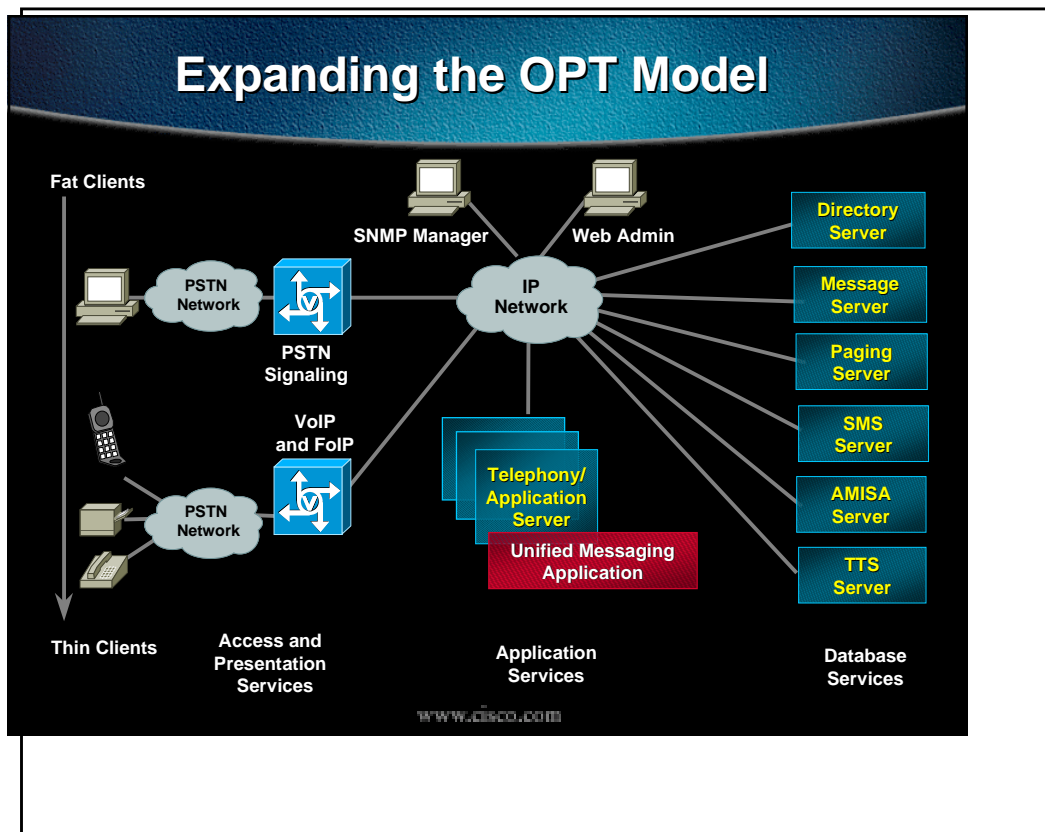 Expanding the OPT Model
Fat Clients
SNMP Manager
Web Admin
Directory
Server
PSTN
Network
IP
Network
Message
Server
PSTN
Signaling
Paging
Server
VoIP
and FoIP
V
V
SMS
Server
Telephony/
Application
Server
AMISA
Server
PSTN
Network
Unified Messaging
Application
TTS
Server
Thin Clients
Access and
Presentation
Services
Application
Services
Database
Services
www.cisco.com